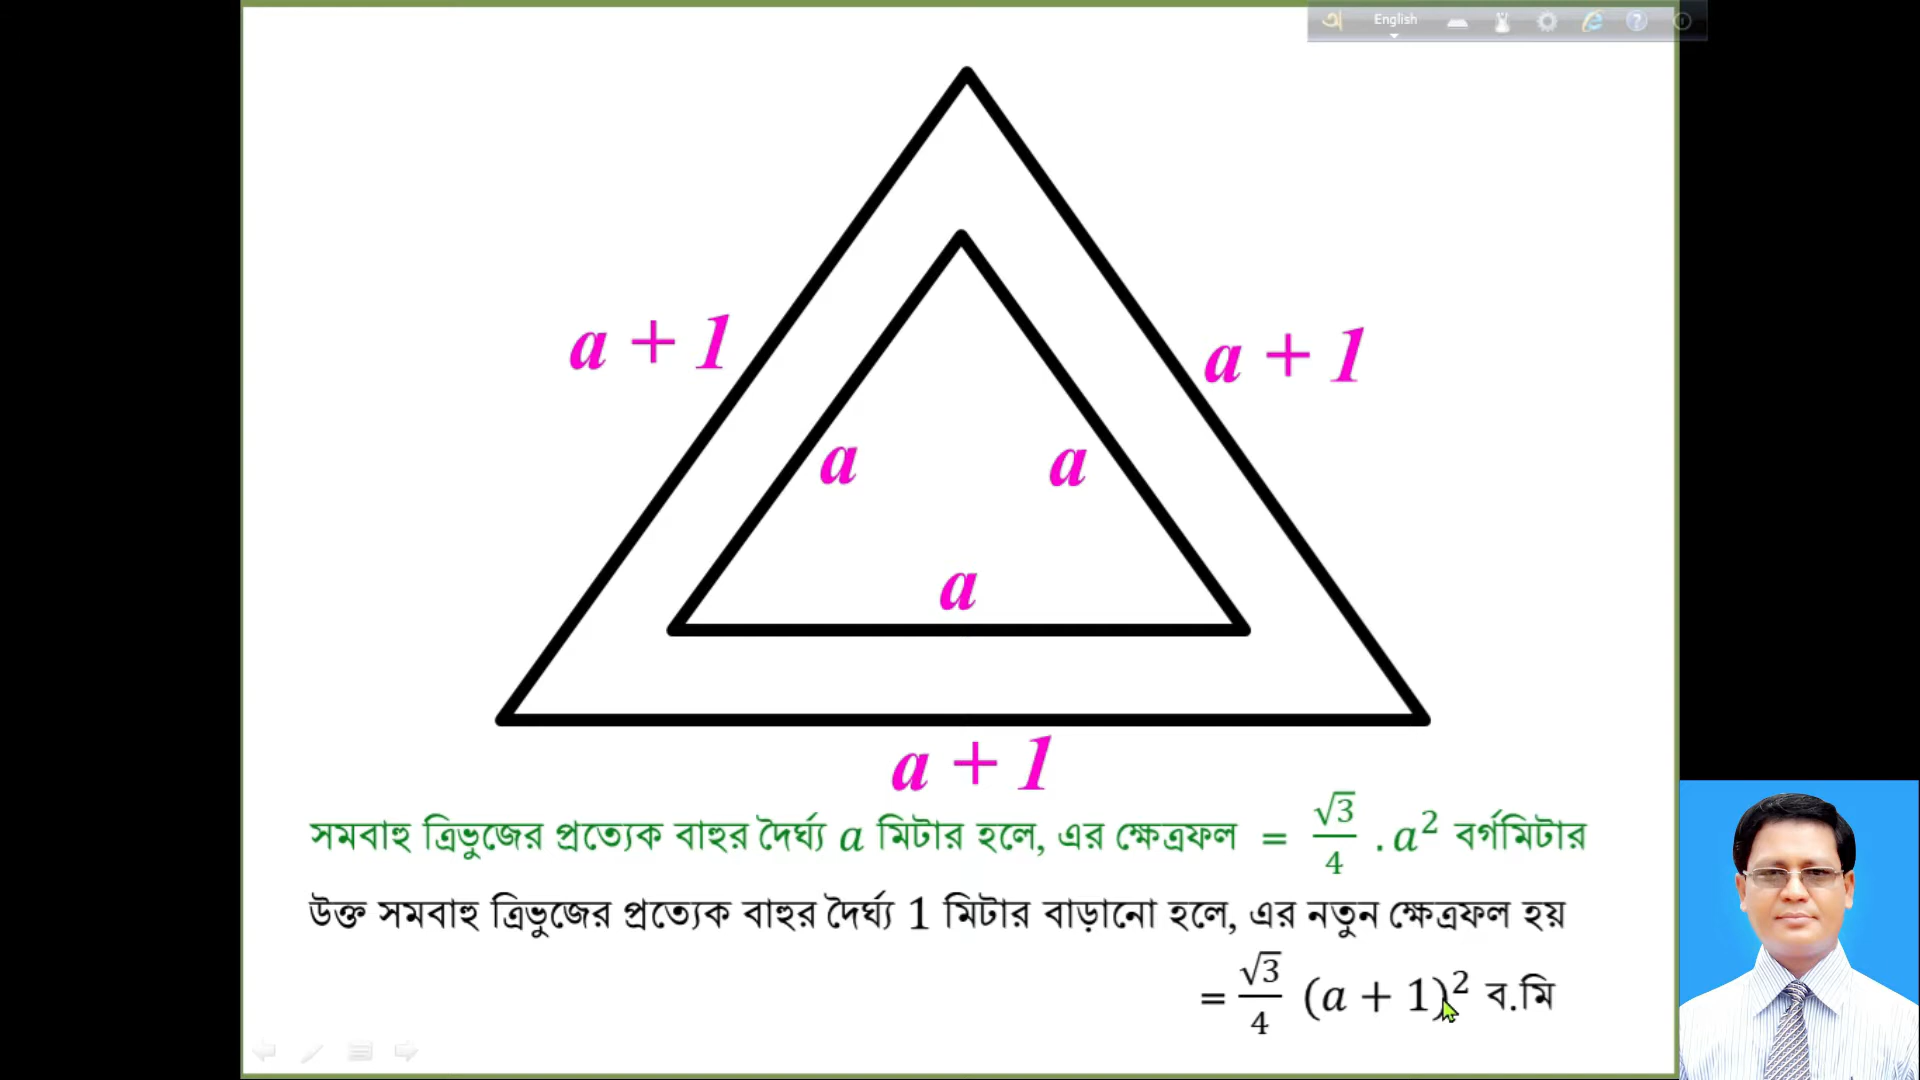 English
a + 1
a + 1
a
a
a
a + 1
সমবাহু ত্রিভুজের প্রত্যেক বাহুর দৈর্ঘ্য a মিটার হলে, এর ক্ষেত্রফল = √3/4 . a² বর্গমিটার
উক্ত সমবাহু ত্রিভুজের প্রত্যেক বাহুর দৈর্ঘ্য 1 মিটার বাড়ানো হলে, এর নতুন ক্ষেত্রফল হয়
= √3/4 (a + 1)² ব.মি